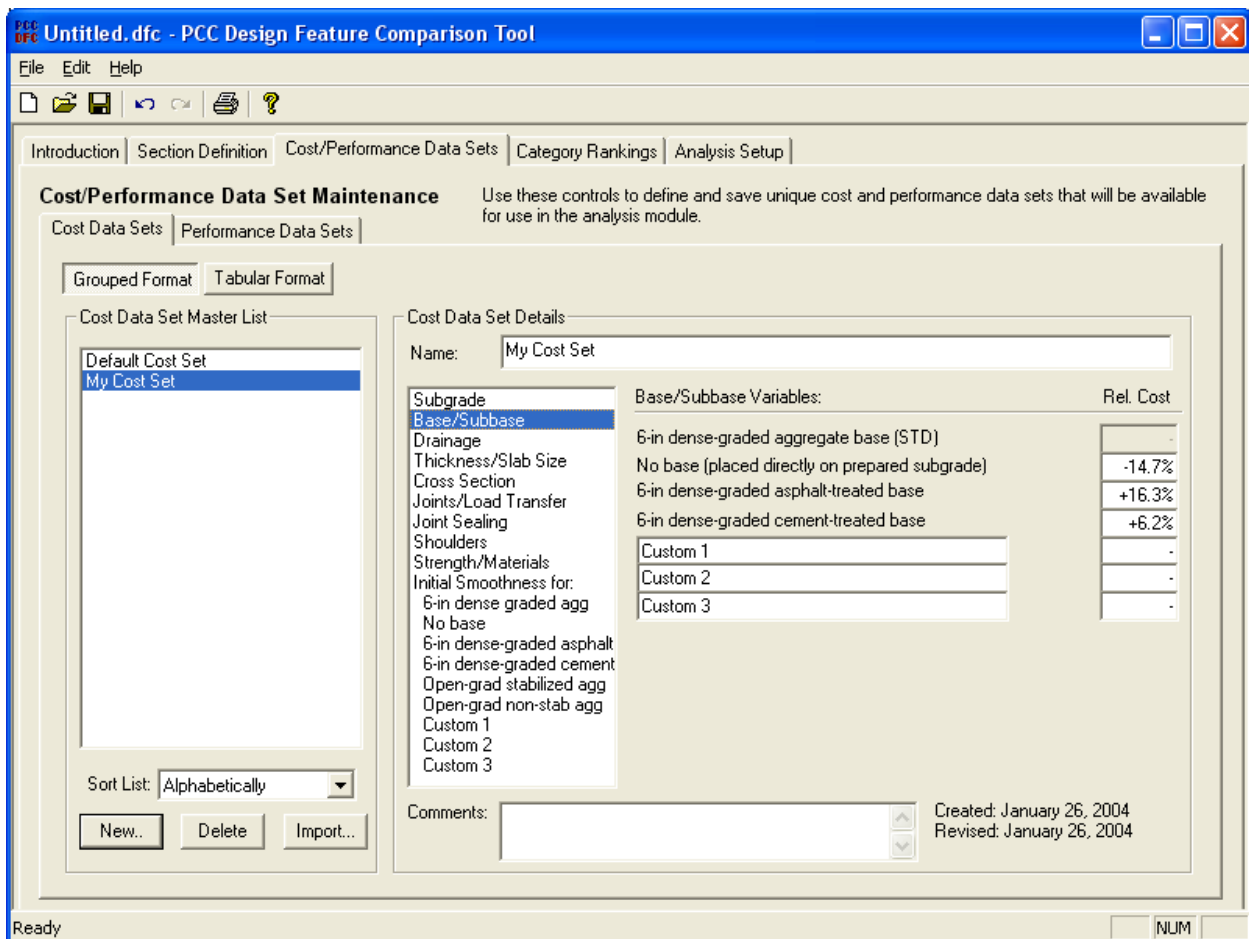 PCC DFC Untitled.dfc - PCC Design Feature Comparison Tool
File Edit Help
Introduction Section Definition Cost/Performance Data Sets Category Rankings Analysis Setup
Cost/Performance Data Set Maintenance
Use these controls to define and save unique cost and performance data sets that will be available
for use in the analysis module.
Cost Data Sets Performance Data Sets
Grouped Format Tabular Format
Cost Data Set Master List
Default Cost Set
My Cost Set
Sort List: Alphabetically
New.. Delete Import...
Cost Data Set Details
Name: My Cost Set
Subgrade
Base/Subbase
Drainage
Thickness/Slab Size
Cross Section
Joints/Load Transfer
Joint Sealing
Shoulders
Strength/Materials
Initial Smoothness for:
6-in dense graded agg
No base
6-in dense-graded asphalt
6-in dense-graded cement
Open-grad stabilized agg
Open-grad non-stab agg
Custom 1
Custom 2
Custom 3
Base/Subbase Variables: Rel. Cost
6-in dense-graded aggregate base (STD) -
No base (placed directly on prepared subgrade) -14.7%
6-in dense-graded asphalt-treated base +16.3%
6-in dense-graded cement-treated base +6.2%
Custom 1 -
Custom 2 -
Custom 3 -
Comments:
Created: January 26, 2004
Revised: January 26, 2004
Ready NUM